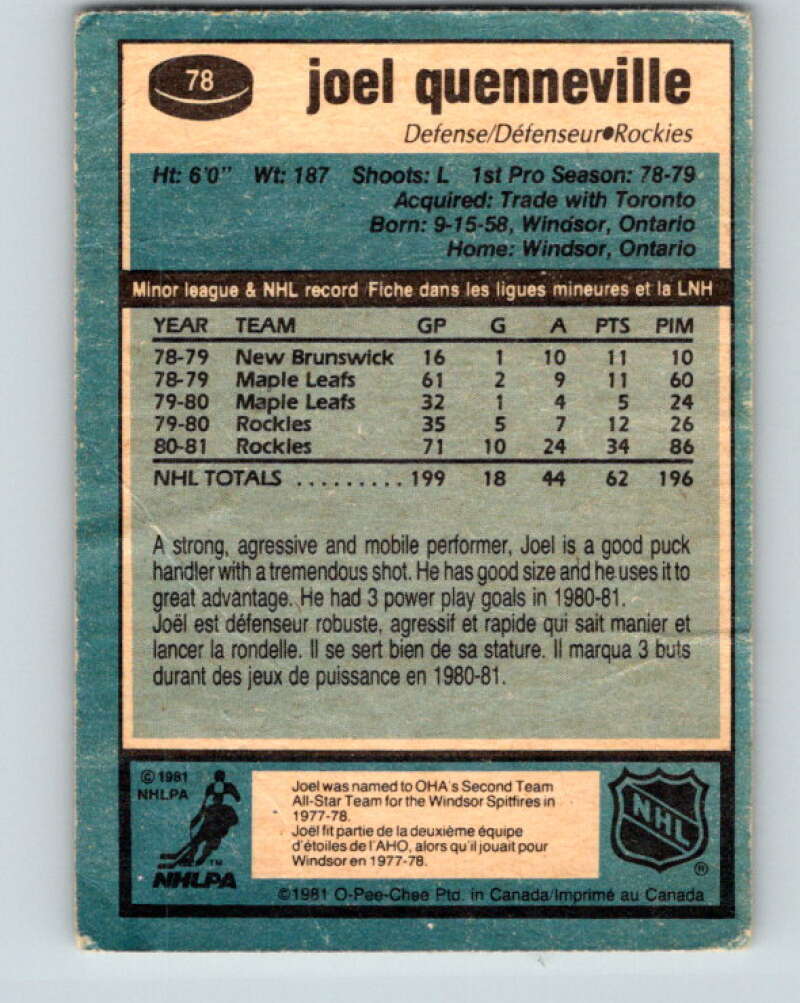 78
joel quenneville
Defense/Défenseur●Rockies
Ht: 6'0" Wt: 187 Shoots: L 1st Pro Season: 78-79
Acquired: Trade with Toronto
Born: 9-15-58, Windsor, Ontario
Home: Windsor, Ontario
Minor league & NHL record/Fiche dans les ligues mineures et la LNH
YEAR TEAM GP G A PTS PIM
78-79 New Brunswick 16 1 10 11 10
78-79 Maple Leafs 61 2 9 11 60
79-80 Maple Leafs 32 1 4 5 24
79-80 Rockies 35 5 7 12 26
80-81 Rockies 71 10 24 34 86
NHL TOTALS ......... 199 18 44 62 196
A strong, agressive and mobile performer, Joel is a good puck
handler with a tremendous shot. He has good size and he uses it to
great advantage. He had 3 power play goals in 1980-81.
Joël est défenseur robuste, agressif et rapide qui sait manier et
lancer la rondelle. Il se sert bien de sa stature. Il marqua 3 buts
durant des jeux de puissance en 1980-81.
© 1981
NHLPA
TM
NHLPA
Joel was named to OHA's Second Team
All-Star Team for the Windsor Spitfires in
1977-78.
Joël fit partie de la deuxième équipe
d'étoiles de l'AHO, alors qu'il jouait pour
Windsor en 1977-78.
NHL
®
©1981 O-Pee-Chee Ptd. in Canada/Imprimé au Canada